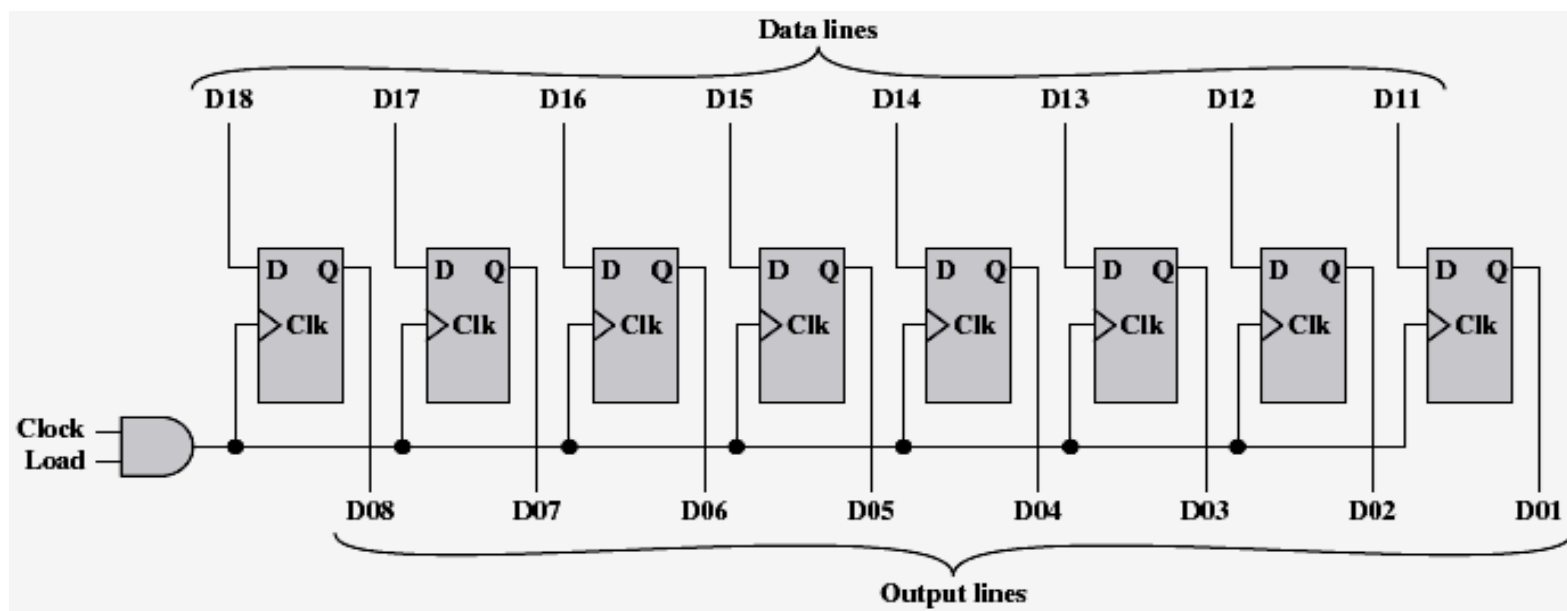 Data lines
D18 D17 D16 D15 D14 D13 D12 D11
D Q D Q D Q D Q D Q D Q D Q D Q
Clk Clk Clk Clk Clk Clk Clk Clk
Clock
Load
D08 D07 D06 D05 D04 D03 D02 D01
Output lines